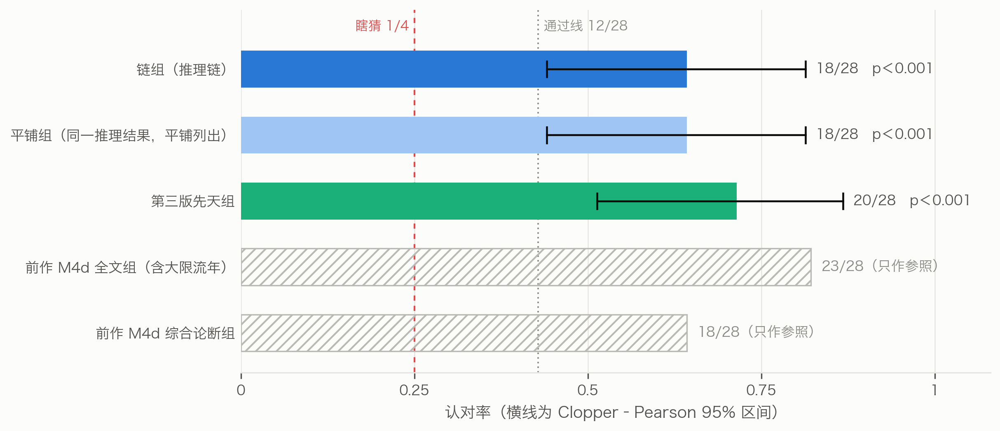 瞎猜 1/4
通过线 12/28
链组（推理链）
18/28 p＜0.001
平铺组（同一推理结果，平铺列出）
18/28 p＜0.001
第三版先天组
20/28 p＜0.001
前作 M4d 全文组（含大限流年）
23/28（只作参照）
前作 M4d 综合论断组
18/28（只作参照）
0 0.25 0.5 0.75 1
认对率（横线为 Clopper - Pearson 95% 区间）